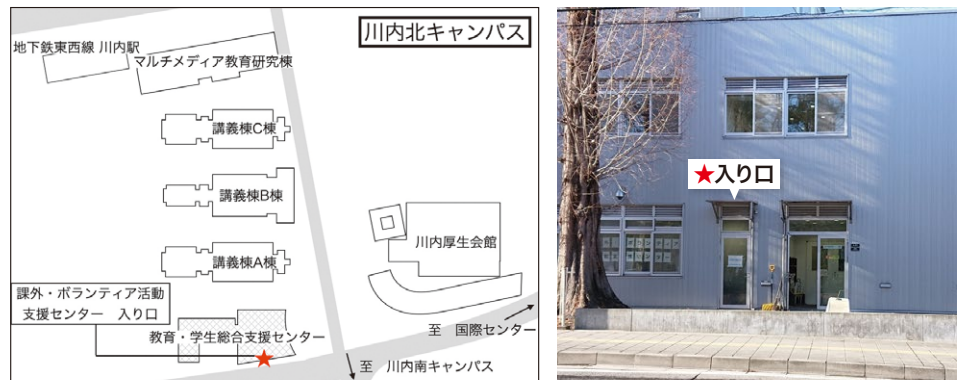 川内北キャンパス
地下鉄東西線 川内駅
マルチメディア教育研究棟
講義棟C棟
講義棟B棟
川内厚生会館
講義棟A棟
課外・ボランティア活動
支援センター 入り口
教育・学生総合支援センター
至 国際センター
至 川内南キャンパス
★入り口